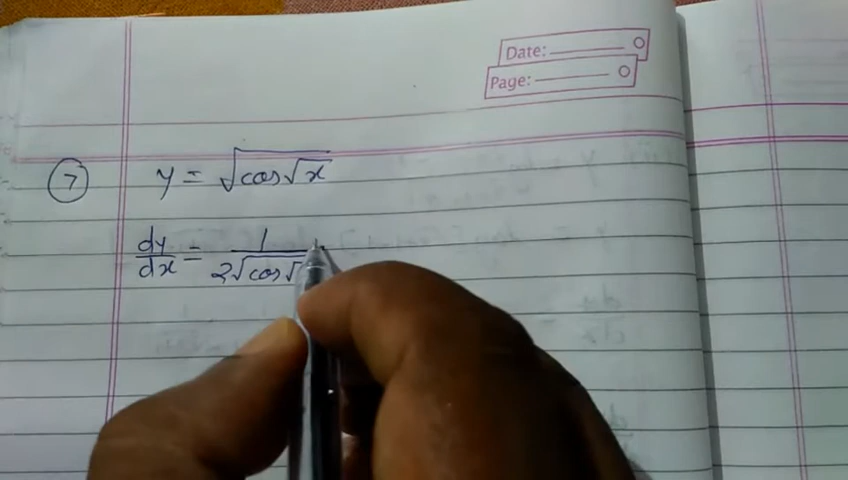 Date:
Page:
7 y = √cos√x
dy/dx = 1/2√cos√